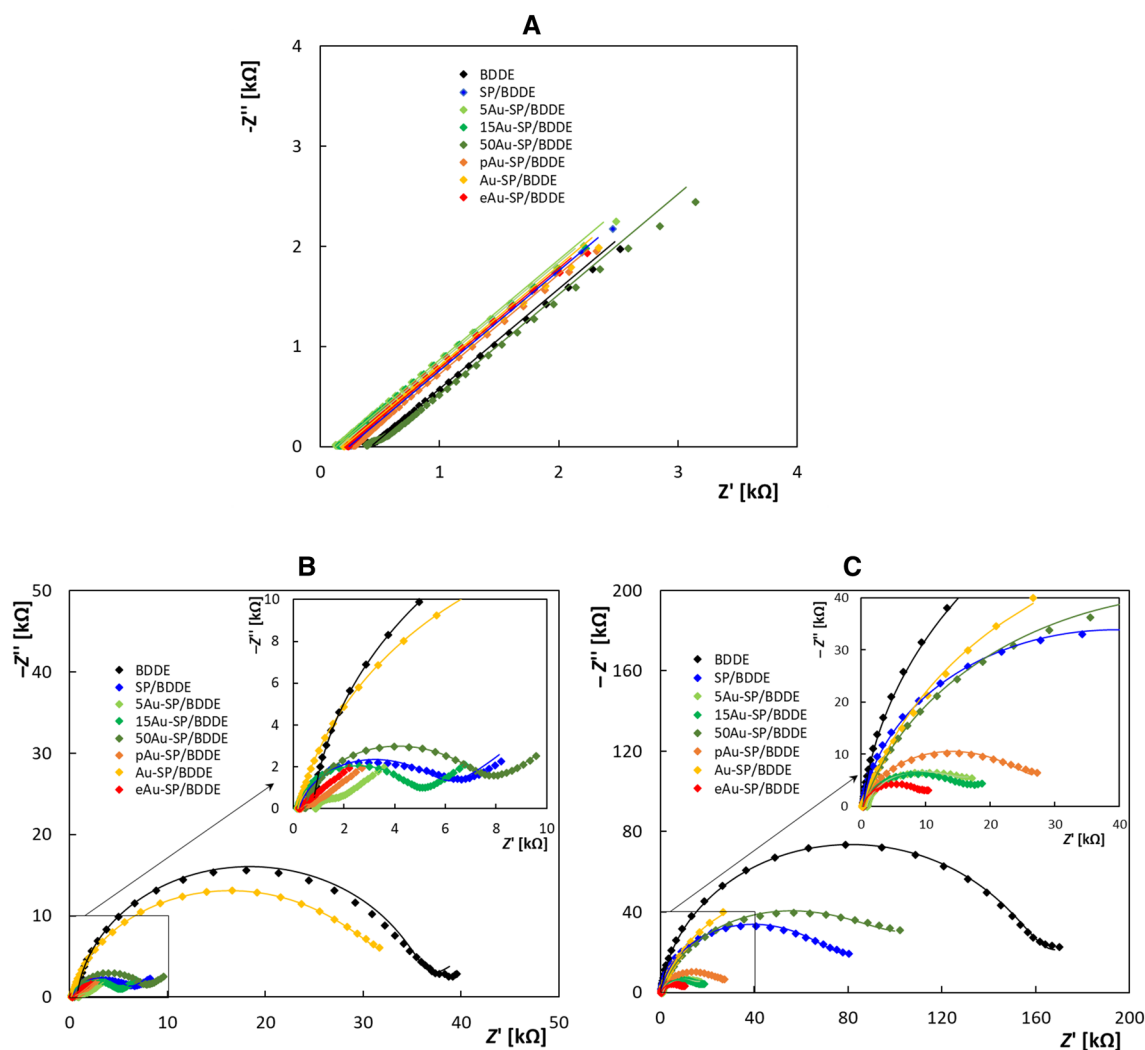 A
-Z'' [kΩ]
4
3
2
1
0
0 1 2 3 4
Z' [kΩ]
BDDE
SP/BDDE
5Au-SP/BDDE
15Au-SP/BDDE
50Au-SP/BDDE
pAu-SP/BDDE
Au-SP/BDDE
eAu-SP/BDDE
B
–Z'' [kΩ]
50
40
30
20
10
0
0 10 20 30 40 50
Z' [kΩ]
BDDE
SP/BDDE
5Au-SP/BDDE
15Au-SP/BDDE
50Au-SP/BDDE
pAu-SP/BDDE
Au-SP/BDDE
eAu-SP/BDDE
–Z'' [kΩ]
10
8
6
4
2
0
0 2 4 6 8 10
Z' [kΩ]
C
– Z'' [kΩ]
200
160
120
80
40
0
0 40 80 120 160 200
Z' [kΩ]
BDDE
SP/BDDE
5Au-SP/BDDE
15Au-SP/BDDE
50Au-SP/BDDE
pAu-SP/BDDE
Au-SP/BDDE
eAu-SP/BDDE
– Z'' [kΩ]
40
30
20
10
0
0 10 20 30 40
Z' [kΩ]